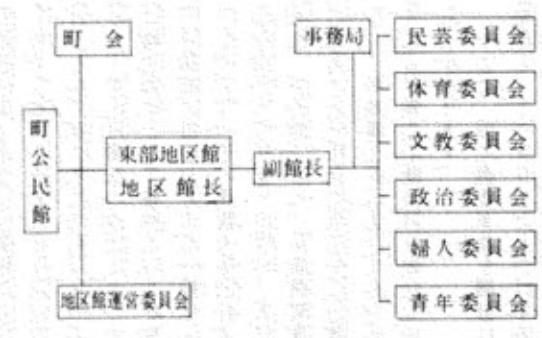 町会
事務局
町公民館
東部地区館
地区館長
副館長
地区館運営委員会
民芸委員会
体育委員会
文教委員会
政治委員会
婦人委員会
青年委員会